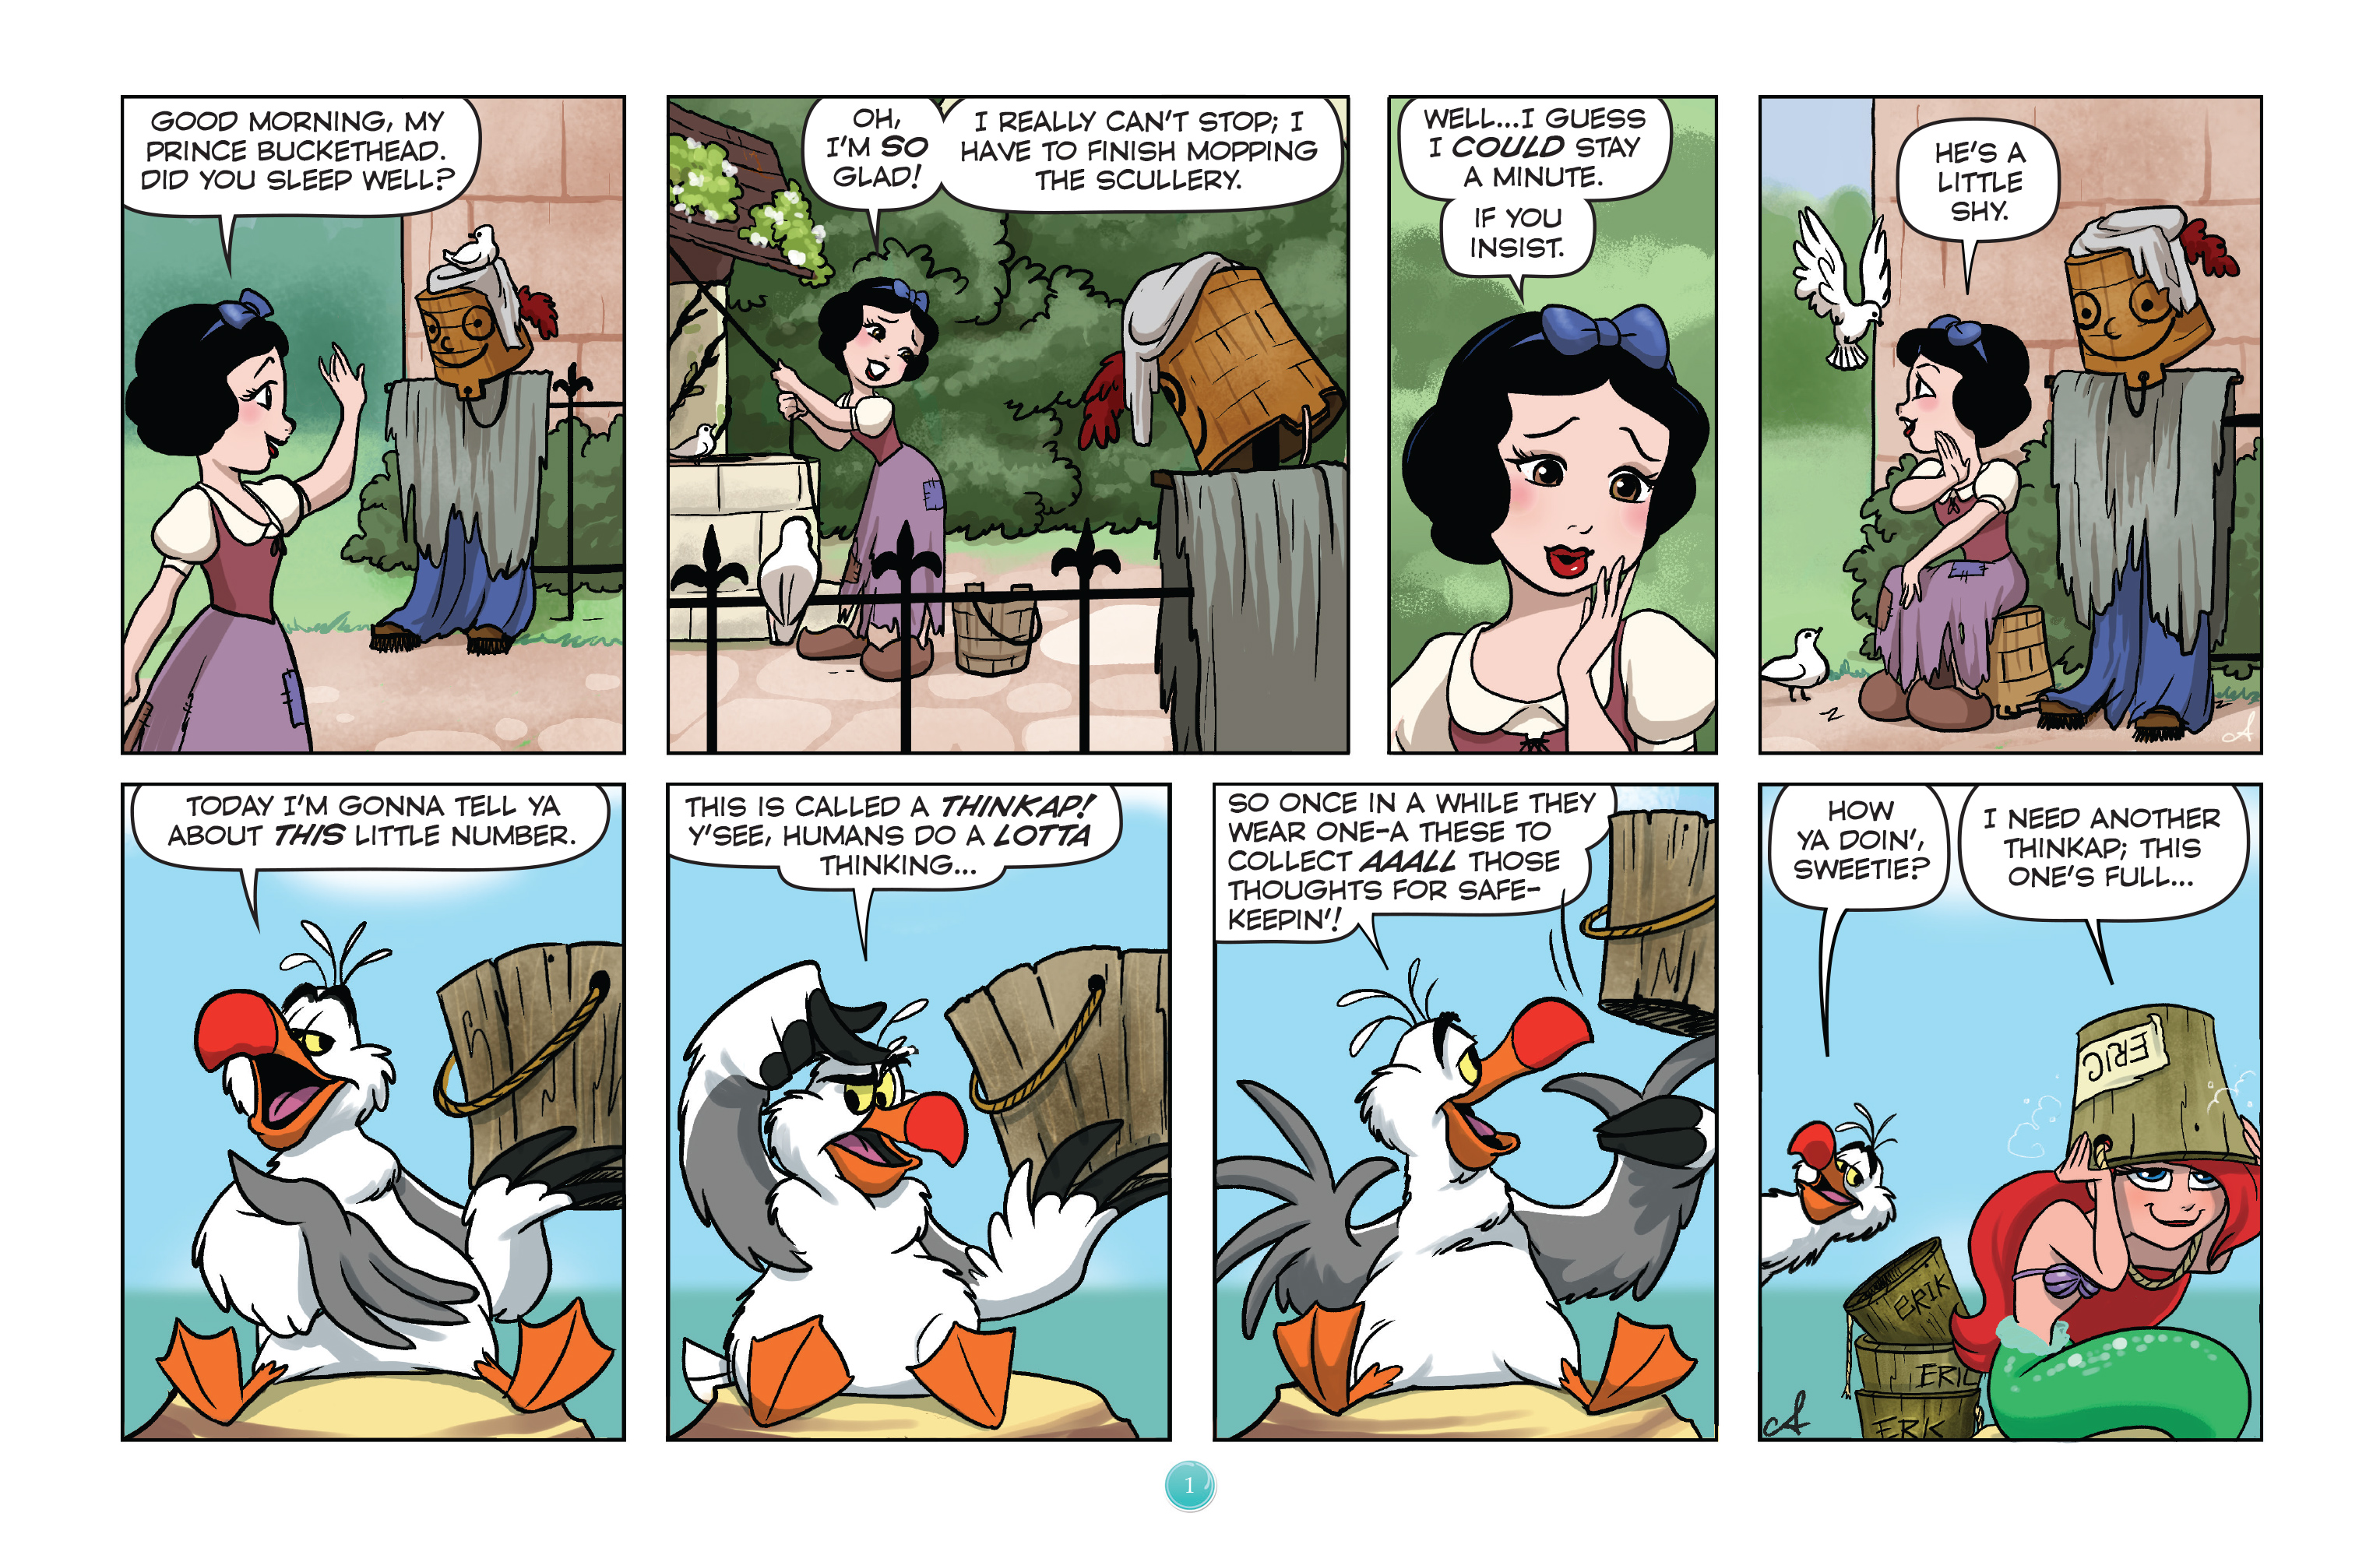 GOOD MORNING, MY
PRINCE BUCKETHEAD.
DID YOU SLEEP WELL?
OH,
I'M SO
GLAD!
I REALLY CAN'T STOP; I
HAVE TO FINISH MOPPING
THE SCULLERY.
WELL...I GUESS
I COULD STAY
A MINUTE.
IF YOU
INSIST.
HE'S A
LITTLE
SHY.
TODAY I'M GONNA TELL YA
ABOUT THIS LITTLE NUMBER.
THIS IS CALLED A THINKAP!
Y'SEE, HUMANS DO A LOTTA
THINKING...
SO ONCE IN A WHILE THEY
WEAR ONE-A THESE TO
COLLECT AAALL THOSE
THOUGHTS FOR SAFE-
KEEPIN'!
HOW
YA DOIN',
SWEETIE?
I NEED ANOTHER
THINKAP; THIS
ONE'S FULL...
ERIC
ERIK
ERIC
ERIK
1